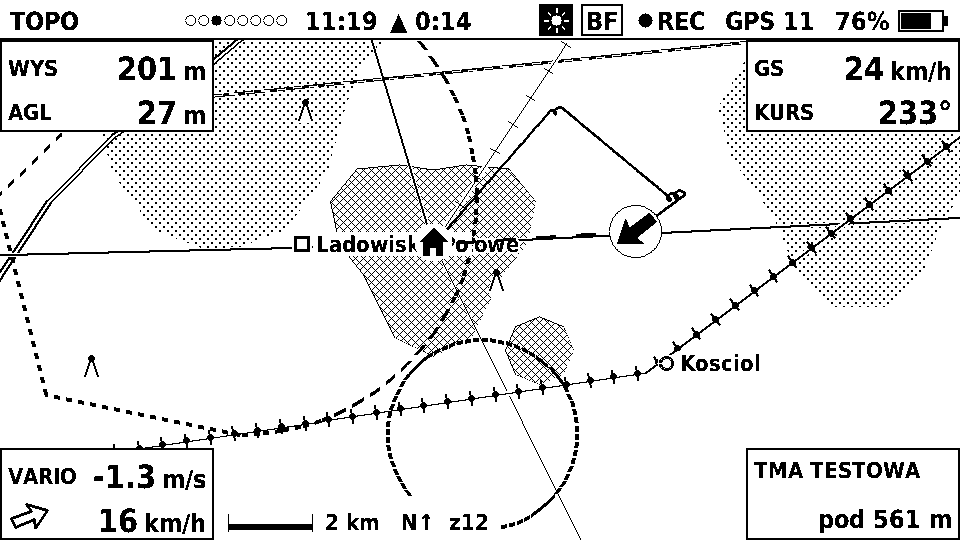 TOPO 11:19 ▲ 0:14 BF REC GPS 11 76%
WYS 201 m
AGL 27 m
GS 24 km/h
KURS 233°
Ladowisk
Kosciol
VARIO -1.3 m/s
16 km/h
2 km N↑ z12
TMA TESTOWA
pod 561 m